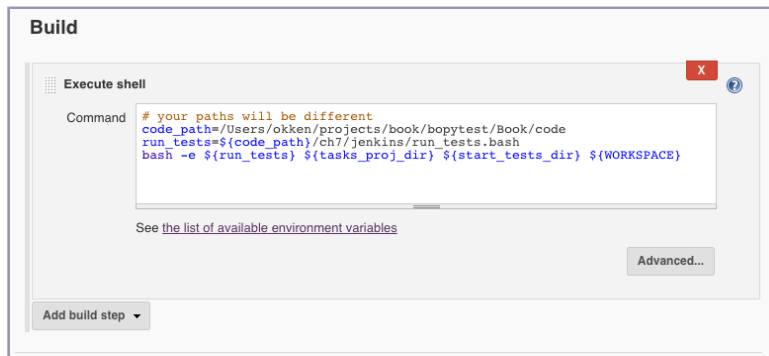 Build
X
Execute shell
Command
# your paths will be different
code_path=/Users/okken/projects/book/bopytest/Book/code
run_tests=${code_path}/ch7/jenkins/run_tests.bash
bash -e ${run_tests} ${tasks_proj_dir} ${start_tests_dir} ${WORKSPACE}
See the list of available environment variables
Advanced...
Add build step